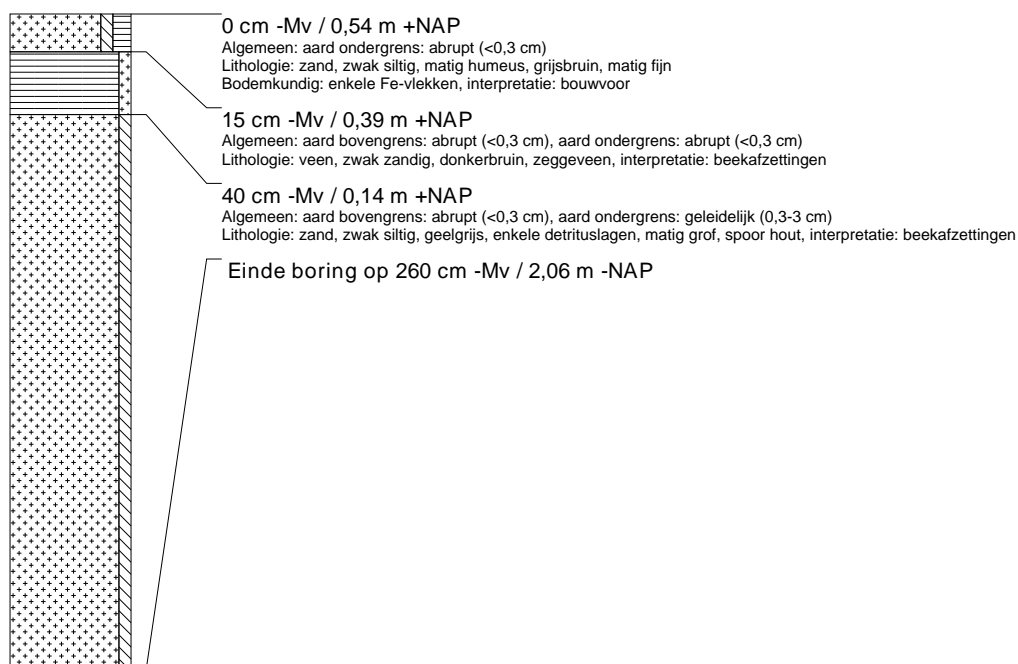 0 cm -Mv / 0,54 m +NAP
Algemeen: aard ondergrens: abrupt (<0,3 cm)
Lithologie: zand, zwak siltig, matig humeus, grijsbruin, matig fijn
Bodemkundig: enkele Fe-vlekken, interpretatie: bouwvoor
15 cm -Mv / 0,39 m +NAP
Algemeen: aard bovengrens: abrupt (<0,3 cm), aard ondergrens: abrupt (<0,3 cm)
Lithologie: veen, zwak zandig, donkerbruin, zeggeveen, interpretatie: beekafzettingen
40 cm -Mv / 0,14 m +NAP
Algemeen: aard bovengrens: abrupt (<0,3 cm), aard ondergrens: geleidelijk (0,3-3 cm)
Lithologie: zand, zwak siltig, geelgrijs, enkele detrituslagen, matig grof, spoor hout, interpretatie: beekafzettingen
Einde boring op 260 cm -Mv / 2,06 m -NAP